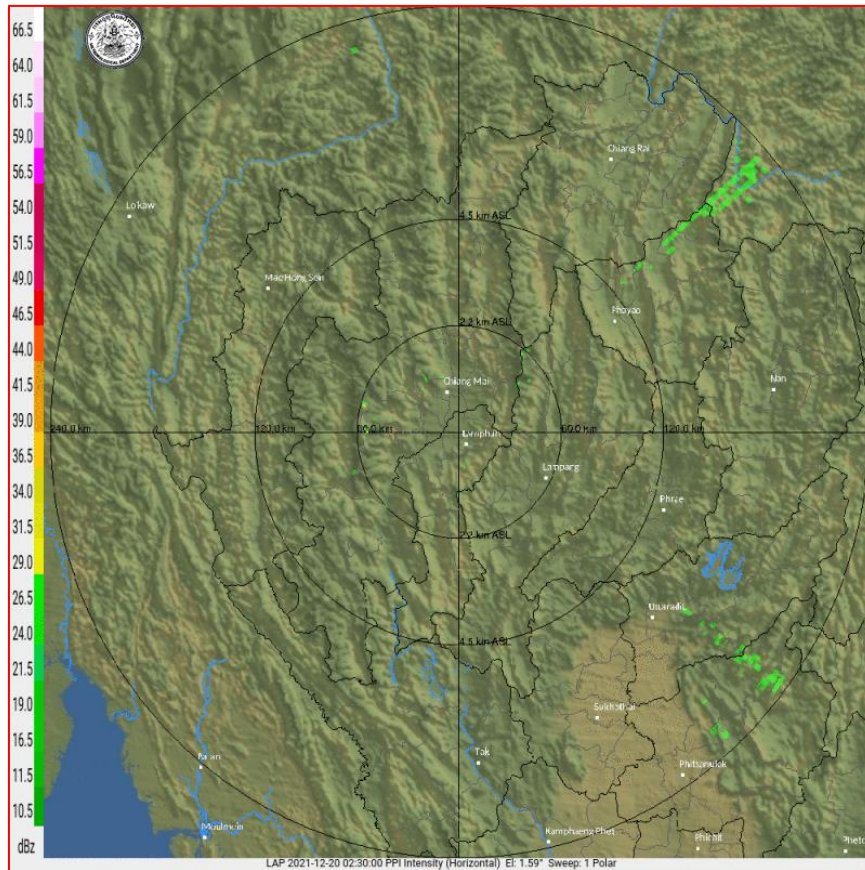 66.5
64.0
61.5
59.0
56.5
54.0
51.5
49.0
46.5
44.0
41.5
39.0
36.5
34.0
31.5
29.0
26.5
24.0
21.5
19.0
16.5
13.5
11.5
10.5
dBz
Chiang Rai
Loikaw
4.5 km ASL
Mae Hong Son
Phayao
2.2 km ASL
Chiang Mai
Nan
240.0 km
120.0 km
60.0 km
60.0 km
120.0 km
Lamphun
Lampang
Phrae
2.2 km ASL
Uttaradit
4.5 km ASL
Sukhothai
Tak
Pa'an
Phitsanulok
Moulmein
Kamphaeng Phet
Phichit
LAP 2021-12-20 02:30:00 PPI Intensity (Horizontal) El: 1.59° Sweep: 1 Polar